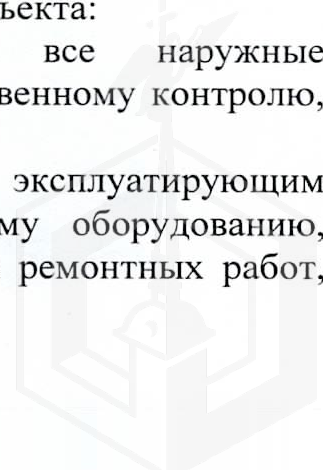 ъекта:
все наружные
венному контролю,
эксплуатирующим
му оборудованию,
ремонтных работ,